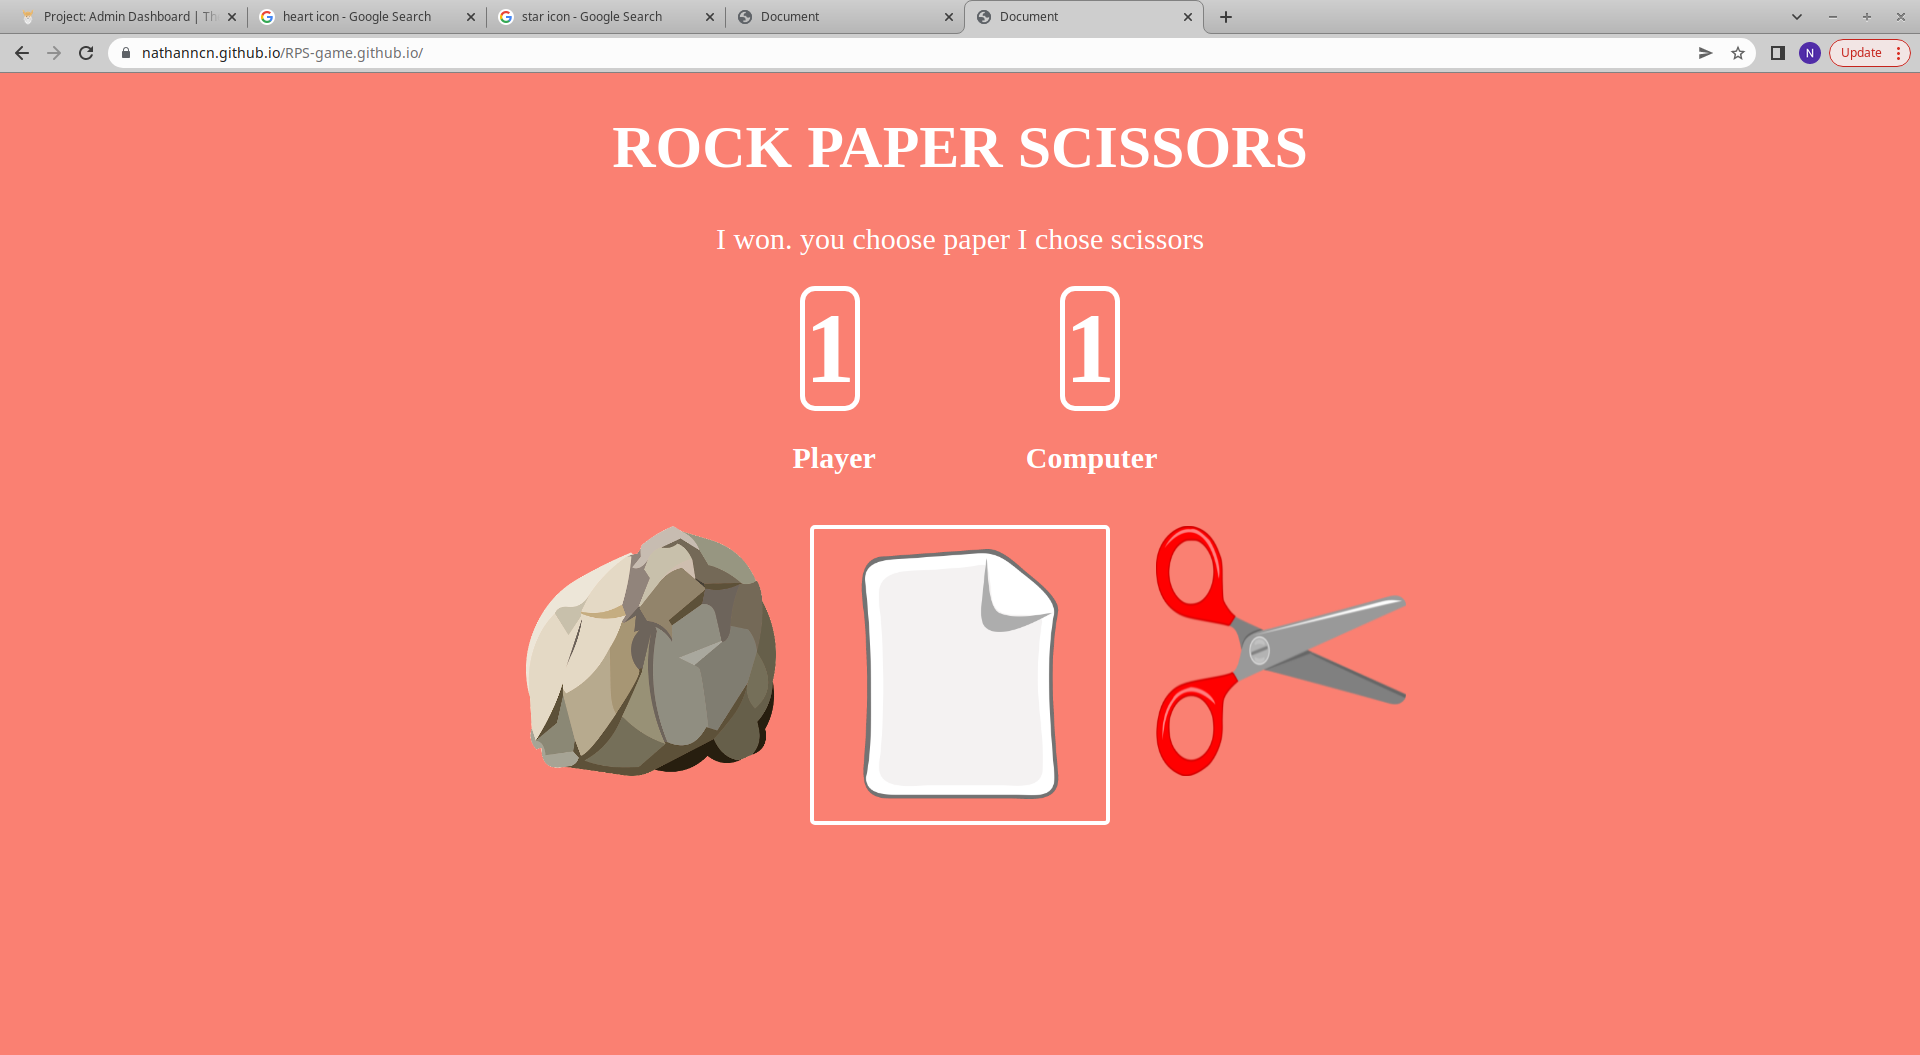 Project: Admin Dashboard | Th
heart icon - Google Search
star icon - Google Search
Document
Document
nathanncn.github.io/RPS-game.github.io/
N
Update
ROCK PAPER SCISSORS
I won. you choose paper I chose scissors
1
1
Player
Computer